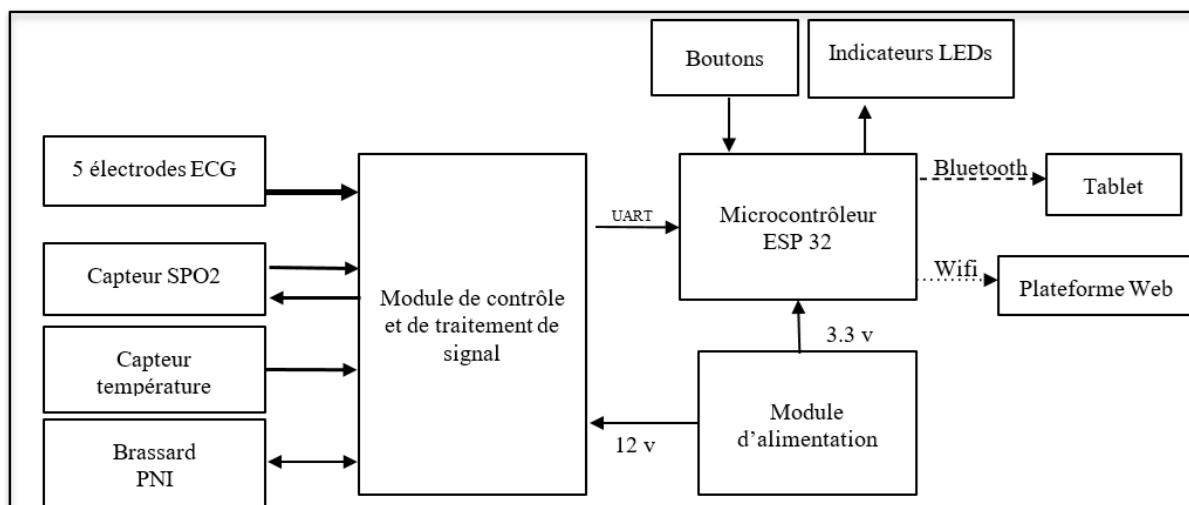 Boutons
Indicateurs LEDs
5 électrodes ECG
Capteur SPO2
Capteur
température
Brassard
PNI
Module de contrôle
et de traitement de
signal
UART
Microcontrôleur
ESP 32
Bluetooth
Tablet
Wifi
Plateforme Web
3.3 v
12 v
Module
d'alimentation